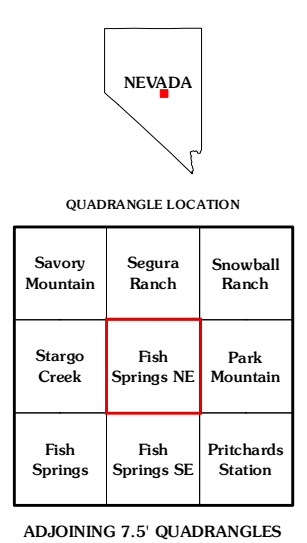 NEVADA
QUADRANGLE LOCATION
Savory
Mountain
Segura
Ranch
Snowball
Ranch
Stargo
Creek
Fish
Springs NE
Park
Mountain
Fish
Springs
Fish
Springs SE
Pritchards
Station
ADJOINING 7.5' QUADRANGLES